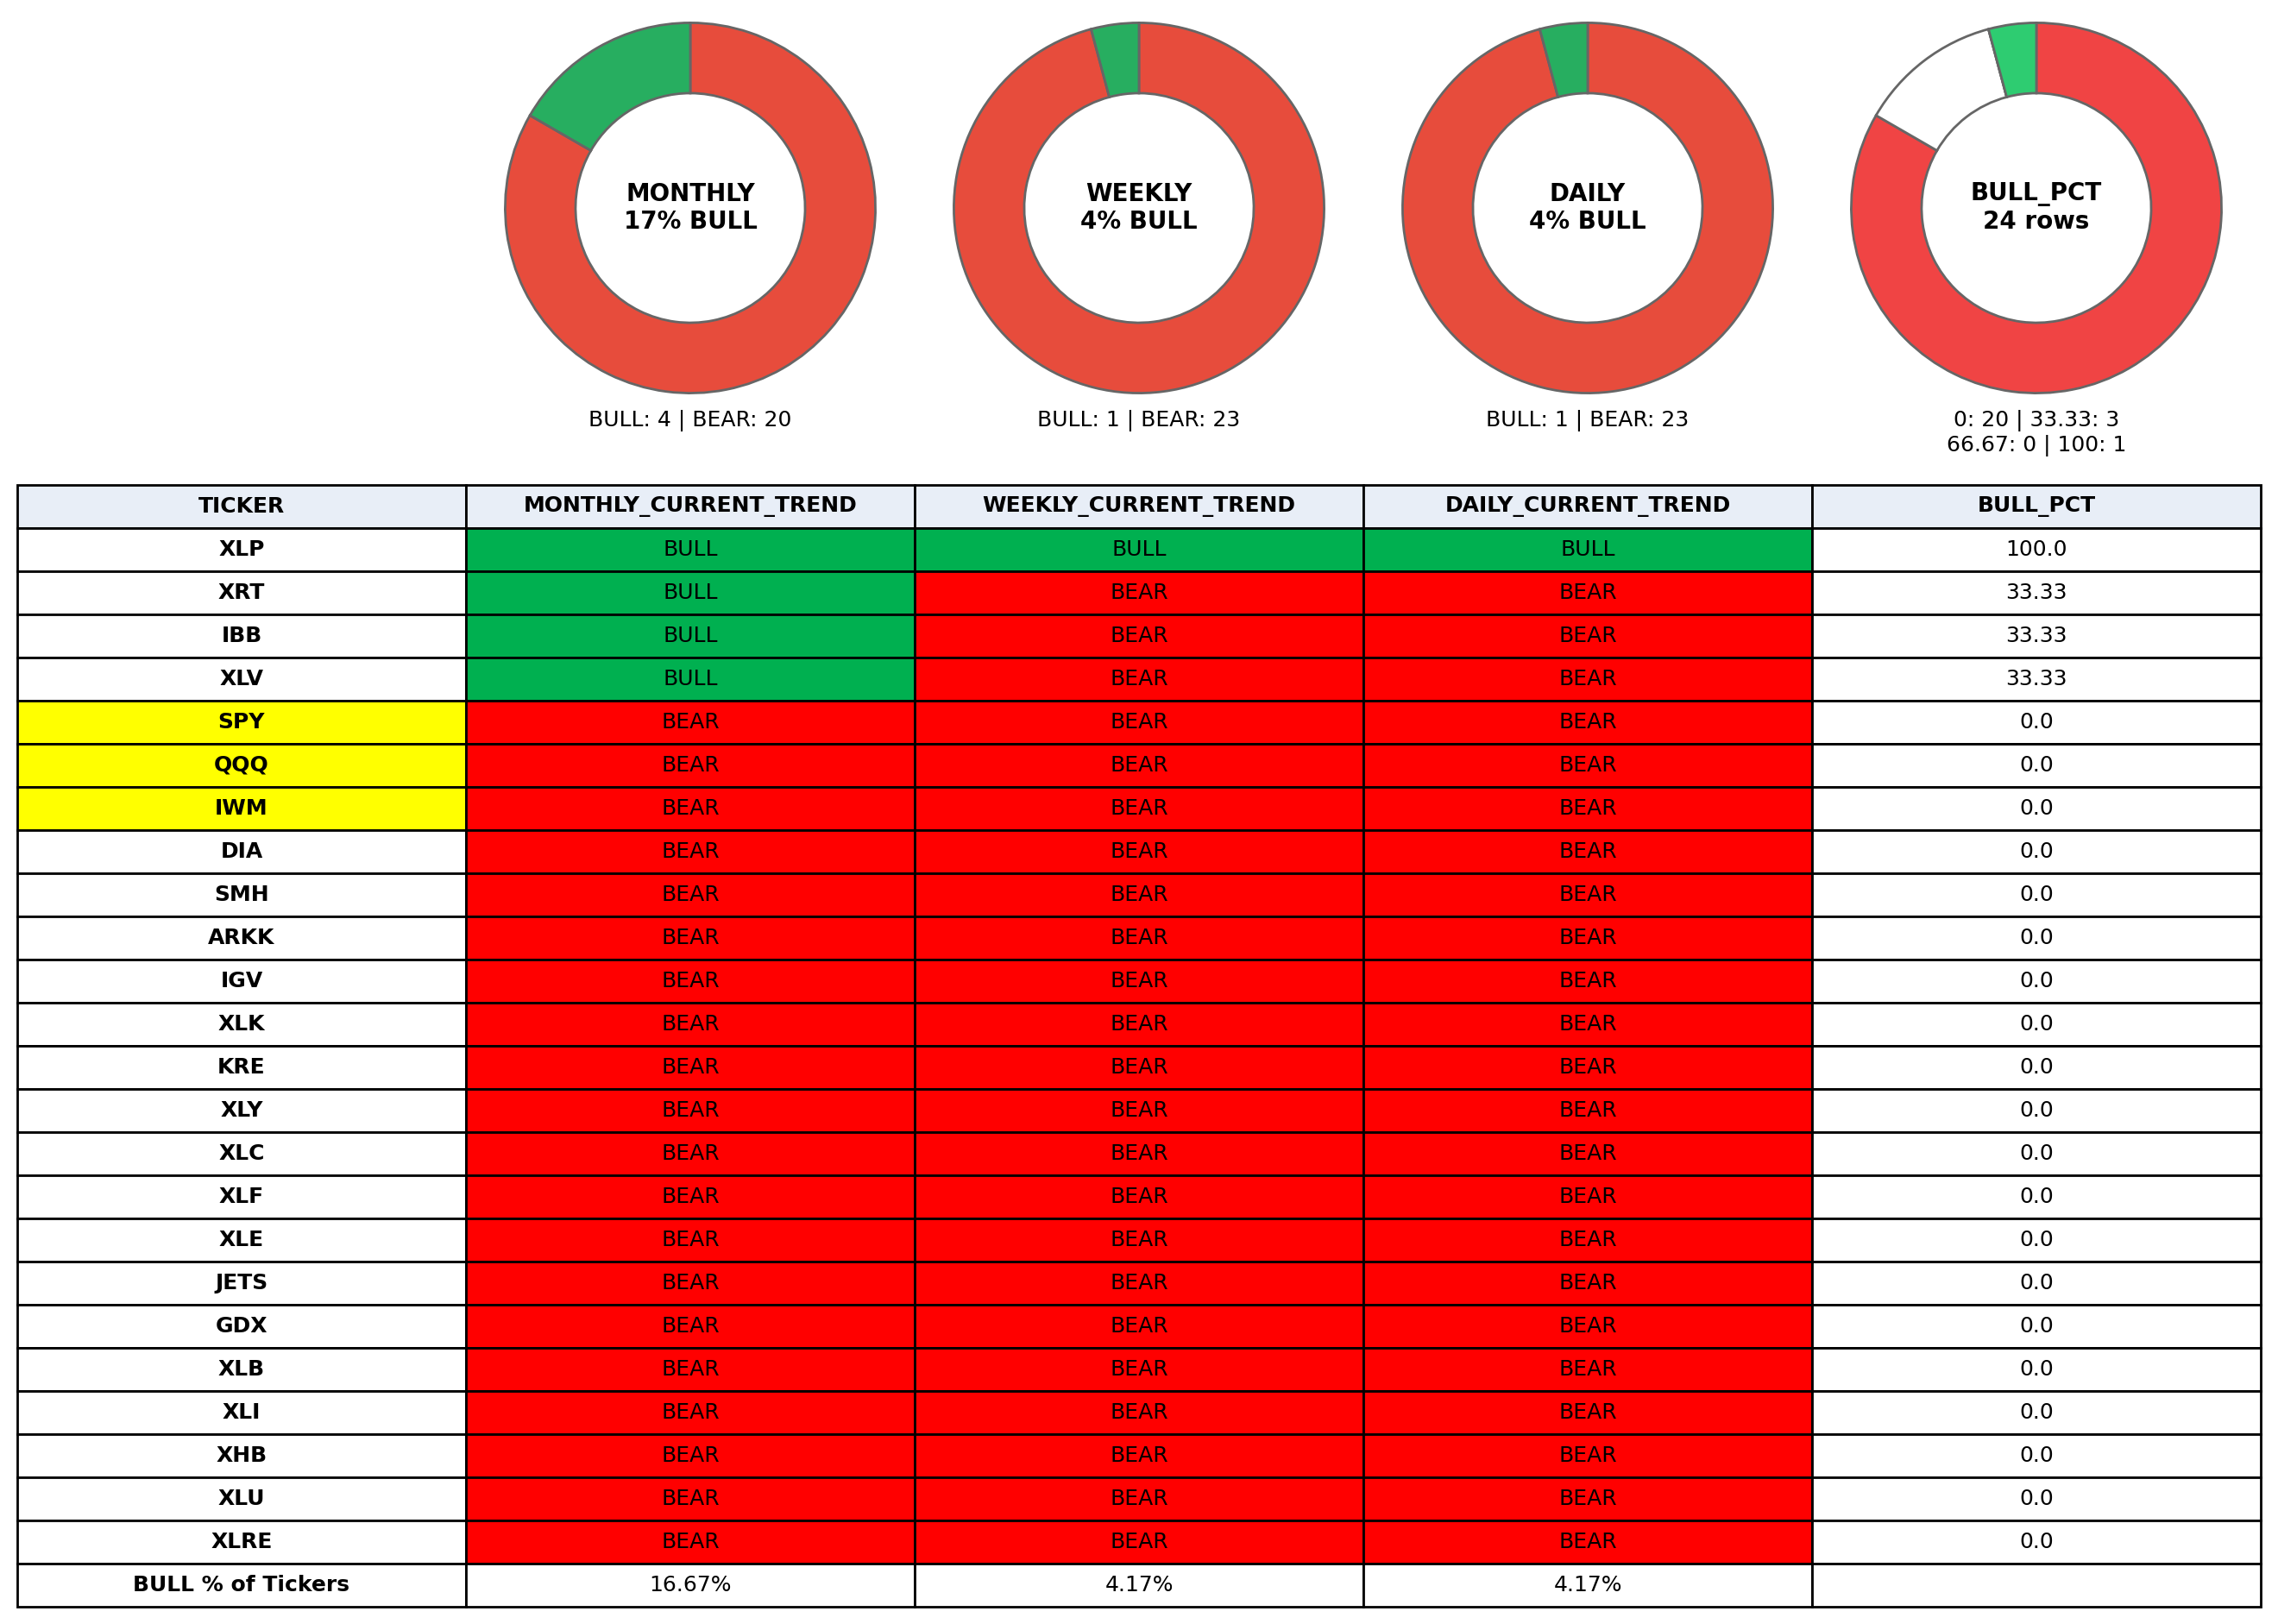 MONTHLY
17% BULL
WEEKLY
4% BULL
DAILY
4% BULL
BULL_PCT
24 rows
BULL: 4 | BEAR: 20
BULL: 1 | BEAR: 23
BULL: 1 | BEAR: 23
0: 20 | 33.33: 3
66.67: 0 | 100: 1
TICKER MONTHLY_CURRENT_TREND WEEKLY_CURRENT_TREND DAILY_CURRENT_TREND BULL_PCT
XLP BULL BULL BULL 100.0
XRT BULL BEAR BEAR 33.33
IBB BULL BEAR BEAR 33.33
XLV BULL BEAR BEAR 33.33
SPY BEAR BEAR BEAR 0.0
QQQ BEAR BEAR BEAR 0.0
IWM BEAR BEAR BEAR 0.0
DIA BEAR BEAR BEAR 0.0
SMH BEAR BEAR BEAR 0.0
ARKK BEAR BEAR BEAR 0.0
IGV BEAR BEAR BEAR 0.0
XLK BEAR BEAR BEAR 0.0
KRE BEAR BEAR BEAR 0.0
XLY BEAR BEAR BEAR 0.0
XLC BEAR BEAR BEAR 0.0
XLF BEAR BEAR BEAR 0.0
XLE BEAR BEAR BEAR 0.0
JETS BEAR BEAR BEAR 0.0
GDX BEAR BEAR BEAR 0.0
XLB BEAR BEAR BEAR 0.0
XLI BEAR BEAR BEAR 0.0
XHB BEAR BEAR BEAR 0.0
XLU BEAR BEAR BEAR 0.0
XLRE BEAR BEAR BEAR 0.0
BULL % of Tickers 16.67% 4.17% 4.17%